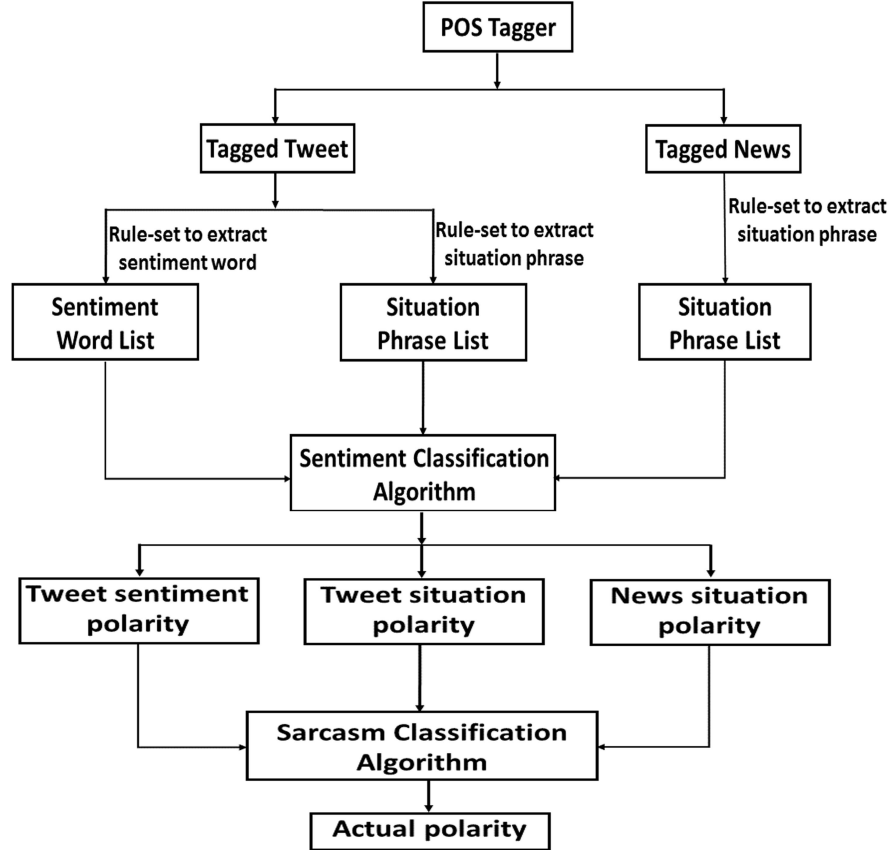 POS Tagger
Tagged Tweet
Tagged News
Rule-set to extract
sentiment word
Rule-set to extract
situation phrase
Rule-set to extract
situation phrase
Sentiment
Word List
Situation
Phrase List
Situation
Phrase List
Sentiment Classification
Algorithm
Tweet sentiment
polarity
Tweet situation
polarity
News situation
polarity
Sarcasm Classification
Algorithm
Actual polarity